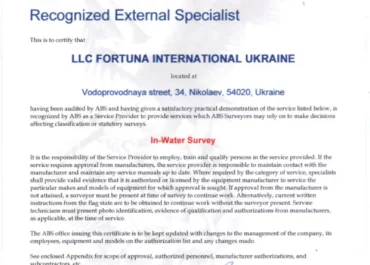 Recognized External Specialist
This is to certify that
LLC FORTUNA INTERNATIONAL UKRAINE
located at
Vodoprovodnaya street, 34, Nikolaev, 54020, Ukraine
having been audited by ABS and having given a satisfactory practical demonstration of the service listed below, is
recognized by ABS as a Service Provider to provide services which ABS Surveyors may rely on to make decisions
affecting classification or statutory surveys.
In-Water Survey
It is the responsibility of the Service Provider to employ, train and qualify persons in the service provided. If the
service requires approval from manufacturers, the service provider is responsible to maintain contact with the
manufacturer and maintain any service manuals up to date. Where required by the category of service, specialists
shall provide valid evidence that it is authorized or licensed by the equipment manufacturer to service the
particular makes and models of equipment for which approval is sought. If approval from the manufacturer is
not attained, a surveyor must be present at time of survey to continue work. Alternatively, current written
instructions from the flag state are to be obtained to continue work without the surveyor present. Service
technicians must present photo identification, evidence of qualification and authorizations from manufacturers,
as applicable, at the time of service.
The ABS office issuing this certificate is to be kept updated with changes to the management of the company, its
employees, equipment and models on the authorization list and any changes made.
See enclosed Appendix for scope of approval, authorized personnel, manufacturer authorizations, and
subcontractors, etc.